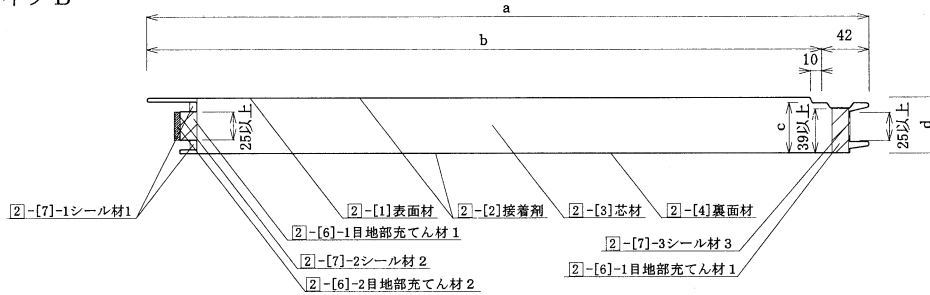 a
b
42
10
25以上
c
39以上
25以上
d
2-[7]-1シール材1
2-[1]表面材
2-[2]接着剤
2-[3]芯材
2-[4]裏面材
2-[6]-1目地部充てん材1
2-[7]-3シール材3
2-[7]-2シール材2
2-[6]-1目地部充てん材1
2-[6]-2目地部充てん材2